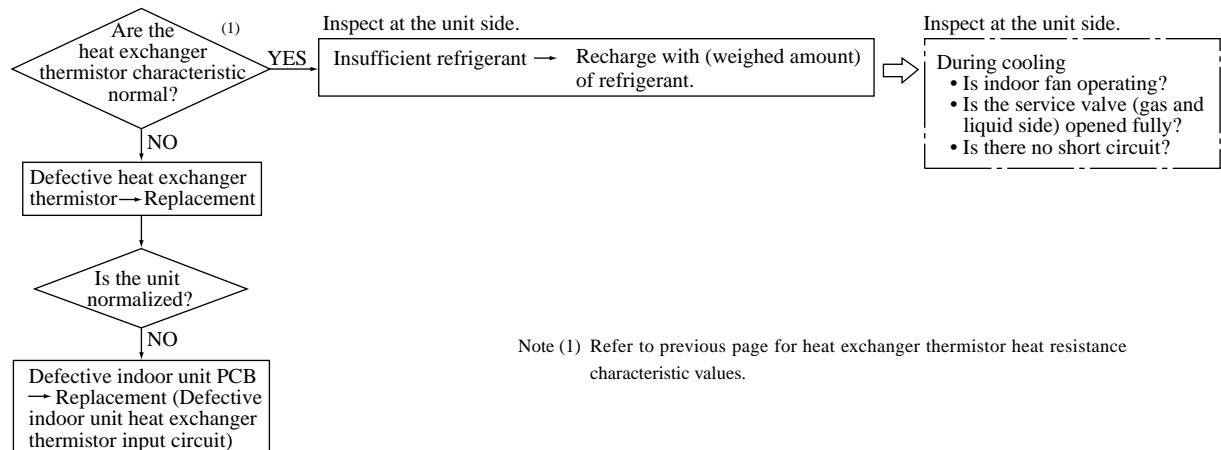 Are the
heat exchanger
thermistor characteristic
normal?
(1)
YES
Inspect at the unit side.
Insufficient refrigerant → Recharge with (weighed amount)
of refrigerant.
Inspect at the unit side.
During cooling
• Is indoor fan operating?
• Is the service valve (gas and
liquid side) opened fully?
• Is there no short circuit?
NO
Defective heat exchanger
thermistor → Replacement
Is the unit
normalized?
NO
Defective indoor unit PCB
→ Replacement (Defective
indoor unit heat exchanger
thermistor input circuit)
Note (1) Refer to previous page for heat exchanger thermistor heat resistance
characteristic values.